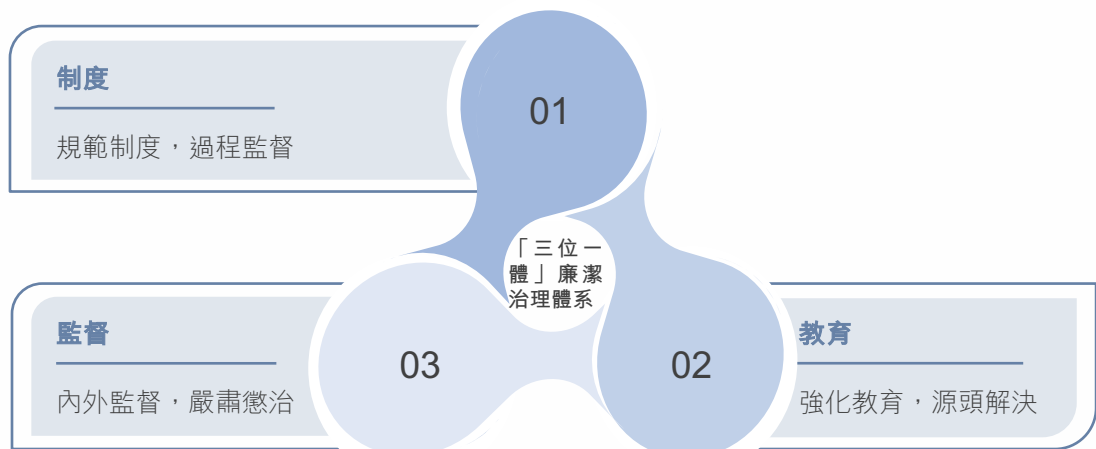 制度
規範制度，過程監督
01
「三位一
體」廉潔
治理體系
監督
內外監督，嚴肅懲治
03
02
教育
強化教育，源頭解決